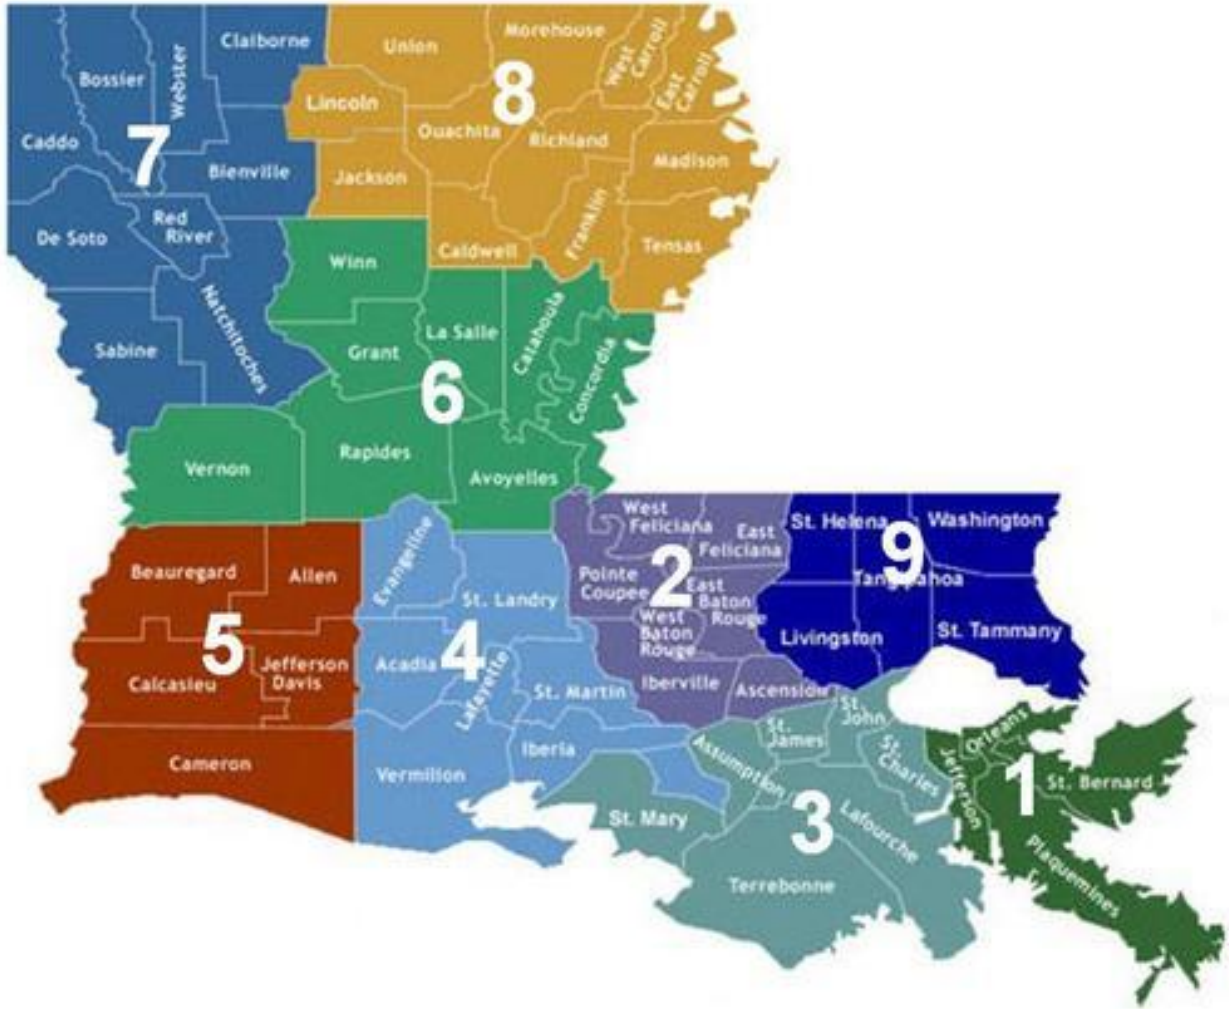 Claiborne
Bossier
Webster
Caddo
7
Bienville
De Soto
Red
River
Natchitoches
Sabine
Union
Morehouse
West
Carroll
East
Carroll
8
Lincoln
Ouachita
Richland
Madison
Jackson
Franklin
Caldwell
Tensas
Winn
La Salle
Catahoula
Grant
Concordia
6
Rapides
Vernon
Avoyelles
Beauregard
Allen
5
Jefferson
Davis
Calcasieu
Cameron
Evangeline
St. Landry
Acadia
4
Lafayette
St. Martin
Iberia
Vermilion
West
Feliciana
East
Feliciana
2
Pointe
Coupee
East
Baton
Rouge
West
Baton
Rouge
Iberville
Ascension
St. Helena
Washington
9
Tangipahoa
Livingston
St. Tammany
St.
John
St.
James
St.
Charles
Assumption
3
St. Mary
Lafourche
Terrebonne
Orleans
Jefferson
1
St. Bernard
Plaquemines